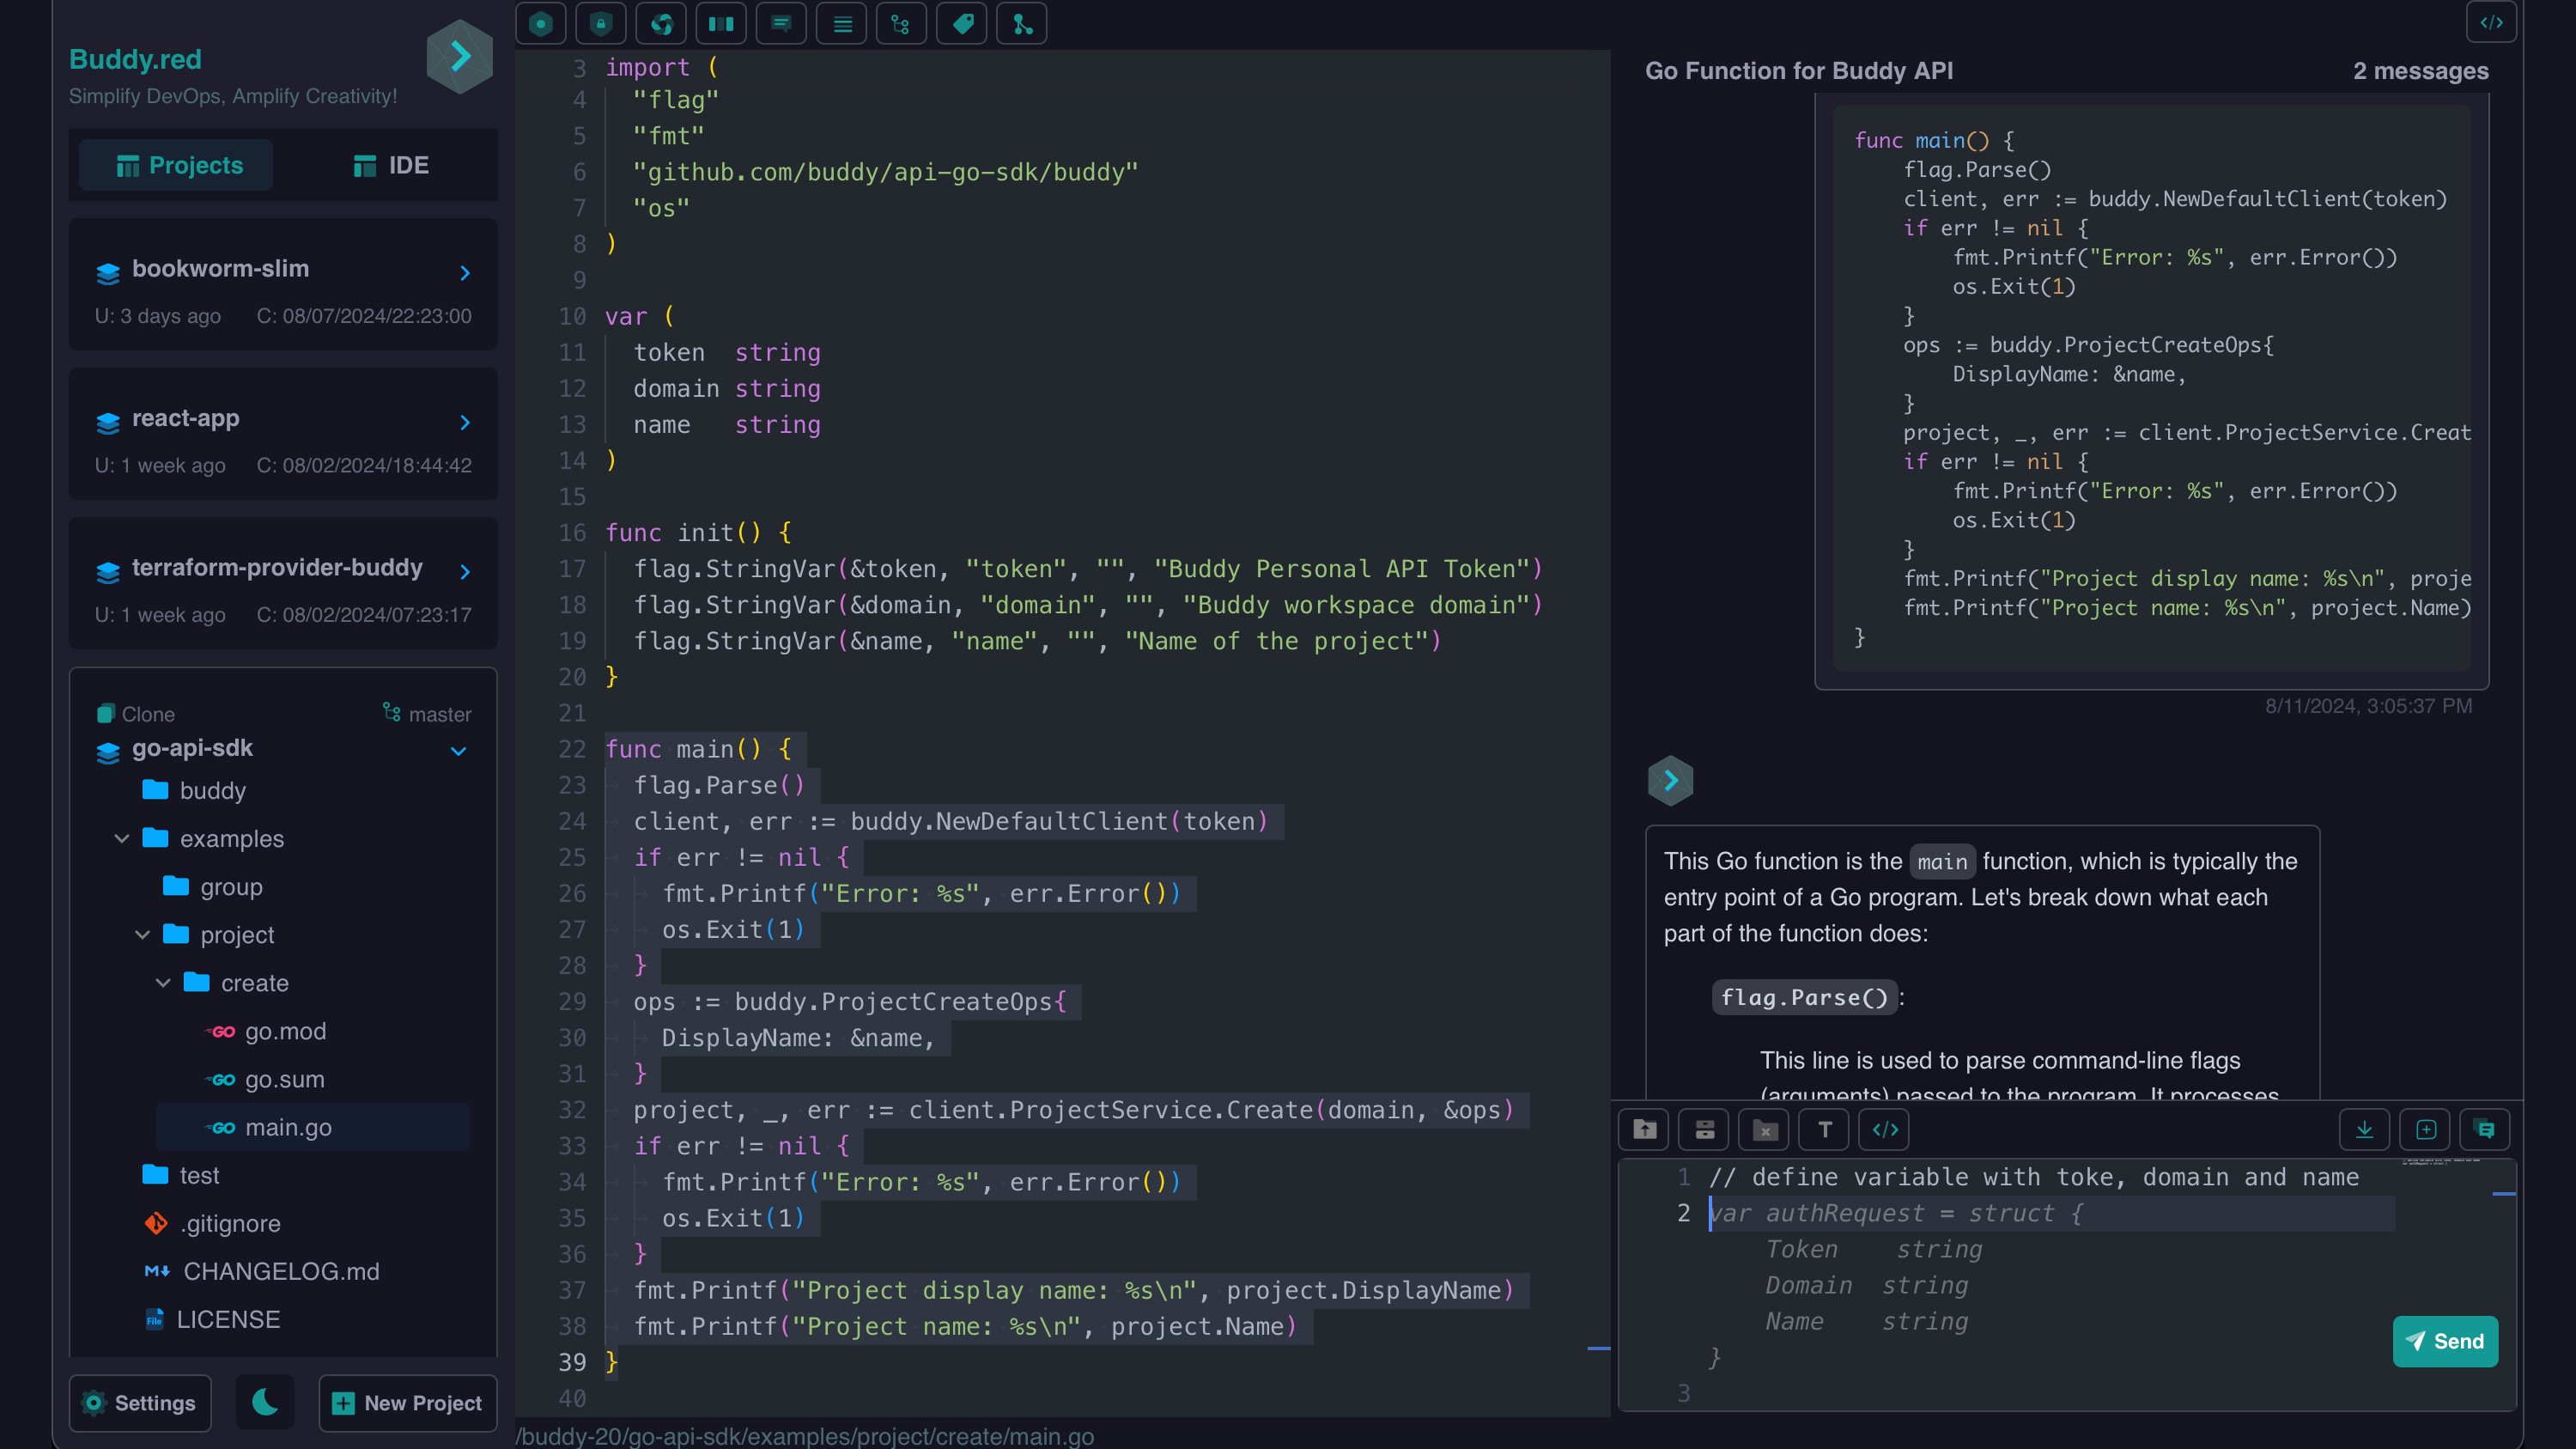 Buddy.red
Simplify DevOps, Amplify Creativity!
Projects
IDE
bookworm-slim
U: 3 days ago C: 08/07/2024/22:23:00
react-app
U: 1 week ago C: 08/02/2024/18:44:42
terraform-provider-buddy
U: 1 week ago C: 08/02/2024/07:23:17
Clone master
go-api-sdk
buddy
examples
group
project
create
go.mod
go.sum
main.go
test
.gitignore
CHANGELOG.md
LICENSE
Settings
New Project
3 import (
4 "flag"
5 "fmt"
6 "github.com/buddy/api-go-sdk/buddy"
7 "os"
8 )
9
10 var (
11 token  string
12 domain string
13 name   string
14 )
15
16 func init() {
17 flag.StringVar(&token, "token", "", "Buddy Personal API Token")
18 flag.StringVar(&domain, "domain", "", "Buddy workspace domain")
19 flag.StringVar(&name, "name", "", "Name of the project")
20 }
21
22 func main() {
23 flag.Parse()
24 client, err := buddy.NewDefaultClient(token)
25 if err != nil {
26 fmt.Printf("Error: %s", err.Error())
27 os.Exit(1)
28 }
29 ops := buddy.ProjectCreateOps{
30 DisplayName: &name,
31 }
32 project, _, err := client.ProjectService.Create(domain, &ops)
33 if err != nil {
34 fmt.Printf("Error: %s", err.Error())
35 os.Exit(1)
36 }
37 fmt.Printf("Project display name: %s\n", project.DisplayName)
38 fmt.Printf("Project name: %s\n", project.Name)
39 }
40
/buddy-20/go-api-sdk/examples/project/create/main.go
Go Function for Buddy API
2 messages
func main() {
flag.Parse()
client, err := buddy.NewDefaultClient(token)
if err != nil {
fmt.Printf("Error: %s", err.Error())
os.Exit(1)
}
ops := buddy.ProjectCreateOps{
DisplayName: &name,
}
project, _, err := client.ProjectService.Creat
if err != nil {
fmt.Printf("Error: %s", err.Error())
os.Exit(1)
}
fmt.Printf("Project display name: %s\n", proje
fmt.Printf("Project name: %s\n", project.Name)
}
8/11/2024, 3:05:37 PM
This Go function is the main function, which is typically the
entry point of a Go program. Let's break down what each
part of the function does:
flag.Parse() :
This line is used to parse command-line flags
(arguments) passed to the program. It processes
1 // define variable with toke, domain and name
2 var authRequest = struct {
Token    string
Domain  string
Name    string
}
3
Send